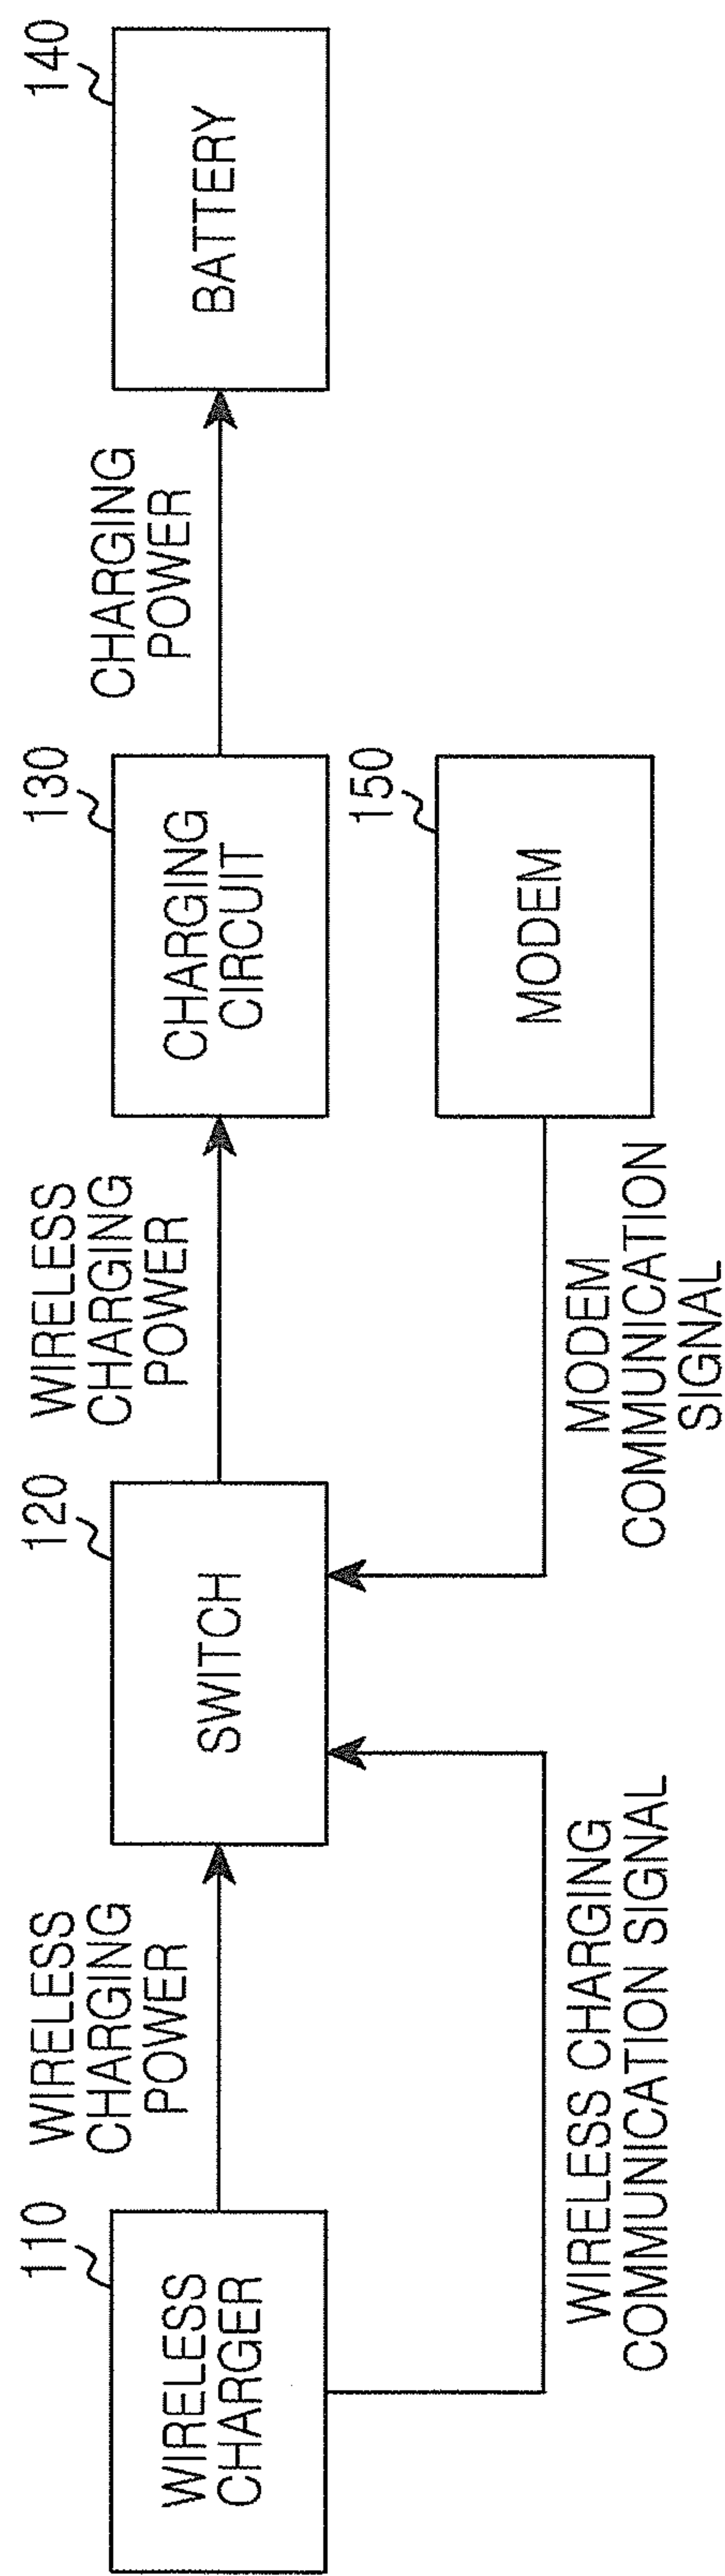 110
WIRELESS
CHARGER
WIRELESS
CHARGING
POWER
120
SWITCH
WIRELESS
CHARGING
POWER
130
CHARGING
CIRCUIT
CHARGING
POWER
140
BATTERY
WIRELESS CHARGING
COMMUNICATION SIGNAL
MODEM
COMMUNICATION
SIGNAL
150
MODEM